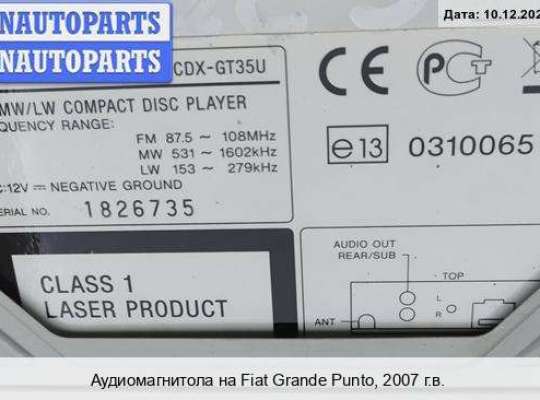 NAUTOPARTS
NAUTOPARTS
Дата: 10.12.202
CDX-GT35U
MW/LW COMPACT DISC PLAYER
QUENCY RANGE:
FM 87.5 ~ 108MHz
MW 531 ~ 1602kHz
LW 153 ~ 279kHz
C:12V NEGATIVE GROUND
ERIAL NO. 1826735
CE
PCT
e13 0310065
CLASS 1
LASER PRODUCT
AUDIO OUT
REAR/SUB
TOP
L
R
ANT
Аудиомагнитола на Fiat Grande Punto, 2007 г.в.